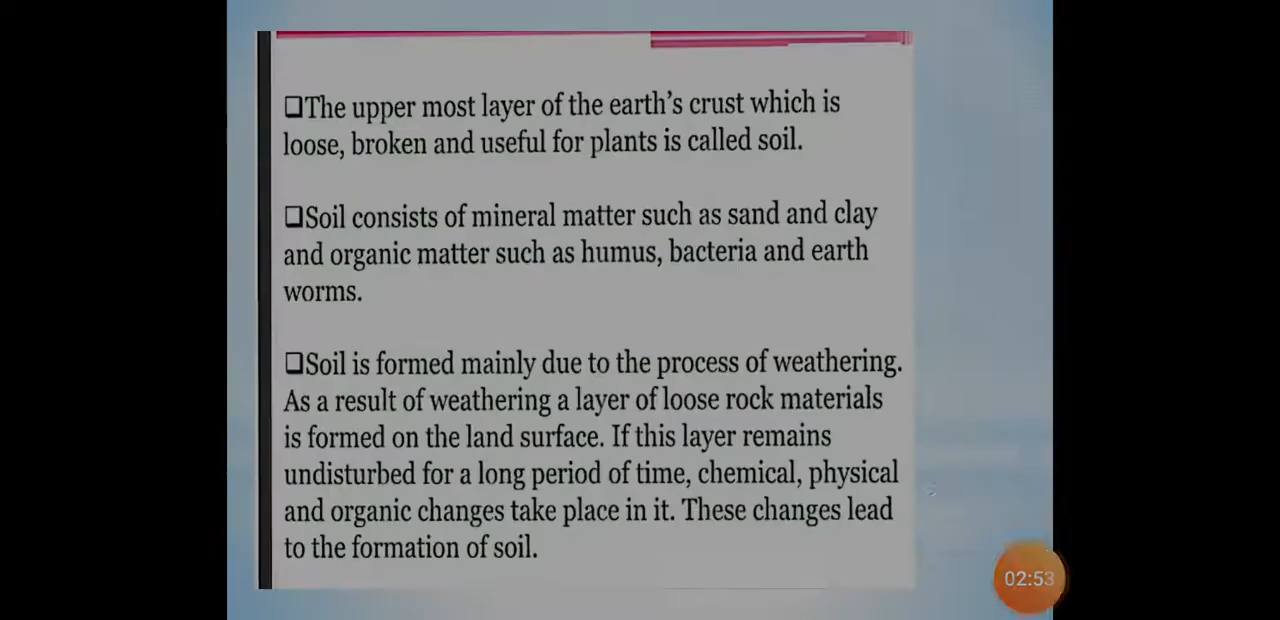 ❑The upper most layer of the earth's crust which is
loose, broken and useful for plants is called soil.
❑Soil consists of mineral matter such as sand and clay
and organic matter such as humus, bacteria and earth
worms.
❑Soil is formed mainly due to the process of weathering.
As a result of weathering a layer of loose rock materials
is formed on the land surface. If this layer remains
undisturbed for a long period of time, chemical, physical
and organic changes take place in it. These changes lead
to the formation of soil.
02:53